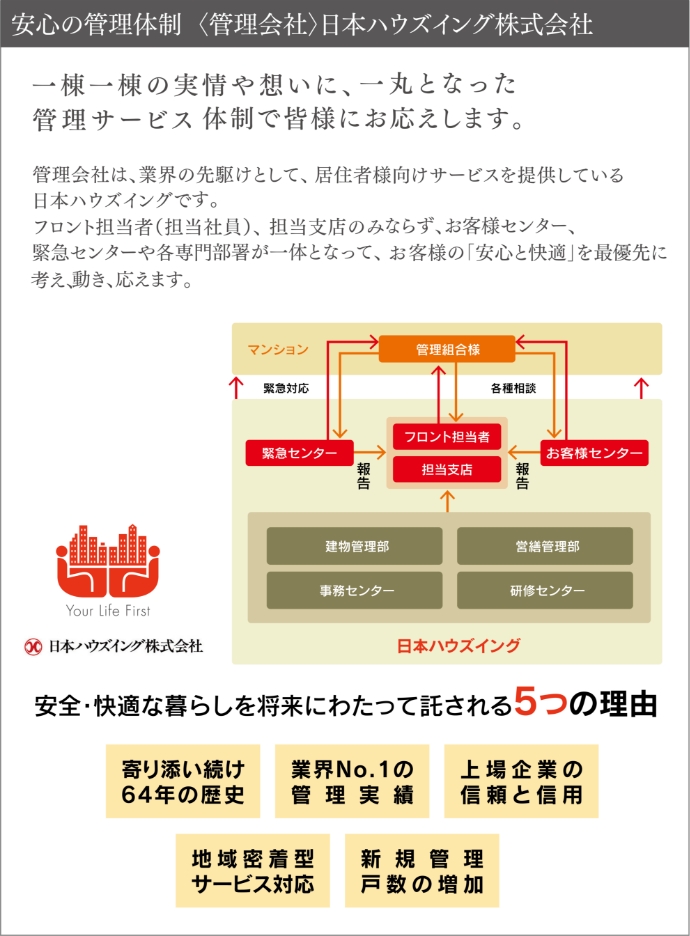 安心の管理体制 〈管理会社〉日本ハウズイング株式会社
一棟一棟の実情や想いに、一丸となった
管理サービス体制で皆様にお応えします。
管理会社は、業界の先駆けとして、居住者様向けサービスを提供している
日本ハウズイングです。
フロント担当者(担当社員)、担当支店のみならず、お客様センター、
緊急センターや各専門部署が一体となって、お客様の「安心と快適」を最優先に
考え、動き、応えます。
マンション
管理組合様
緊急対応
各種相談
フロント担当者
緊急センター
お客様センター
担当支店
報告
報告
建物管理部
営繕管理部
事務センター
研修センター
日本ハウズイング
Your Life First
日本ハウズイング株式会社
安全・快適な暮らしを将来にわたって託される5つの理由
寄り添い続け
64年の歴史
業界No.1の
管理実績
上場企業の
信頼と信用
地域密着型
サービス対応
新規管理
戸数の増加